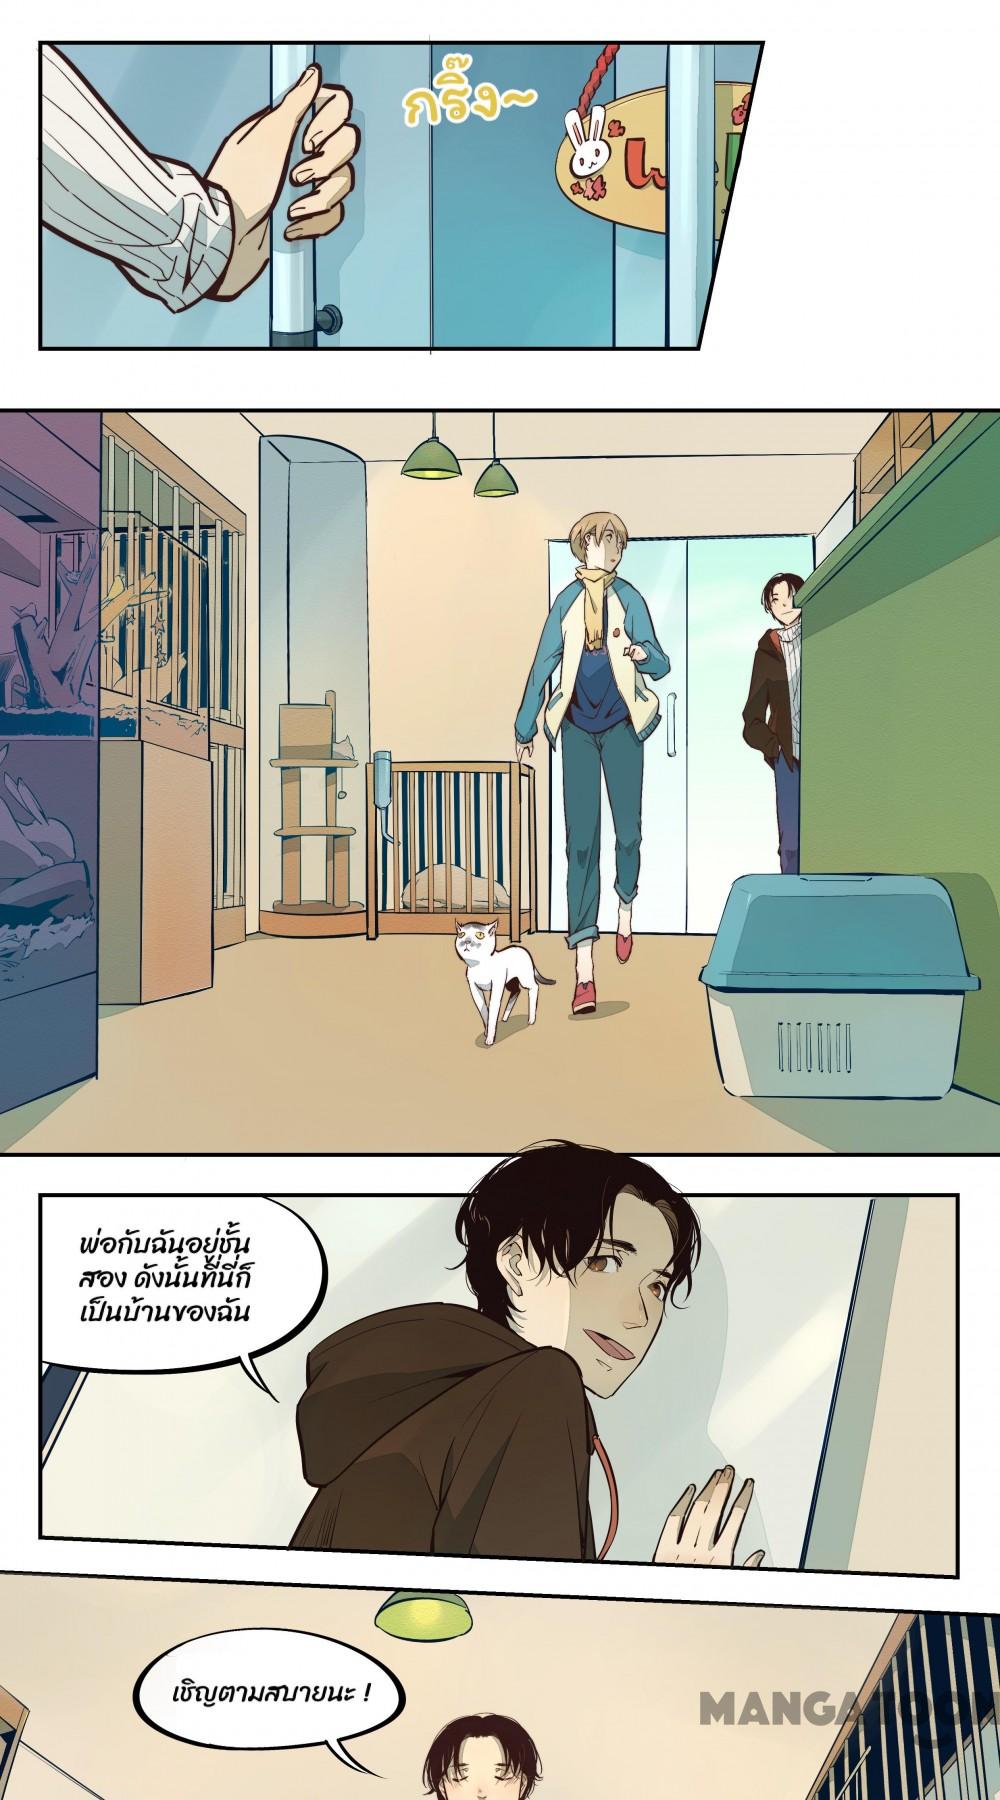 กริ๊ง~
พ่อกับฉันอยู่ชั้น
สอง ดังนั้นที่นี่ก็
เป็นบ้านของฉัน
เชิญตามสบายนะ !
MANGATOON